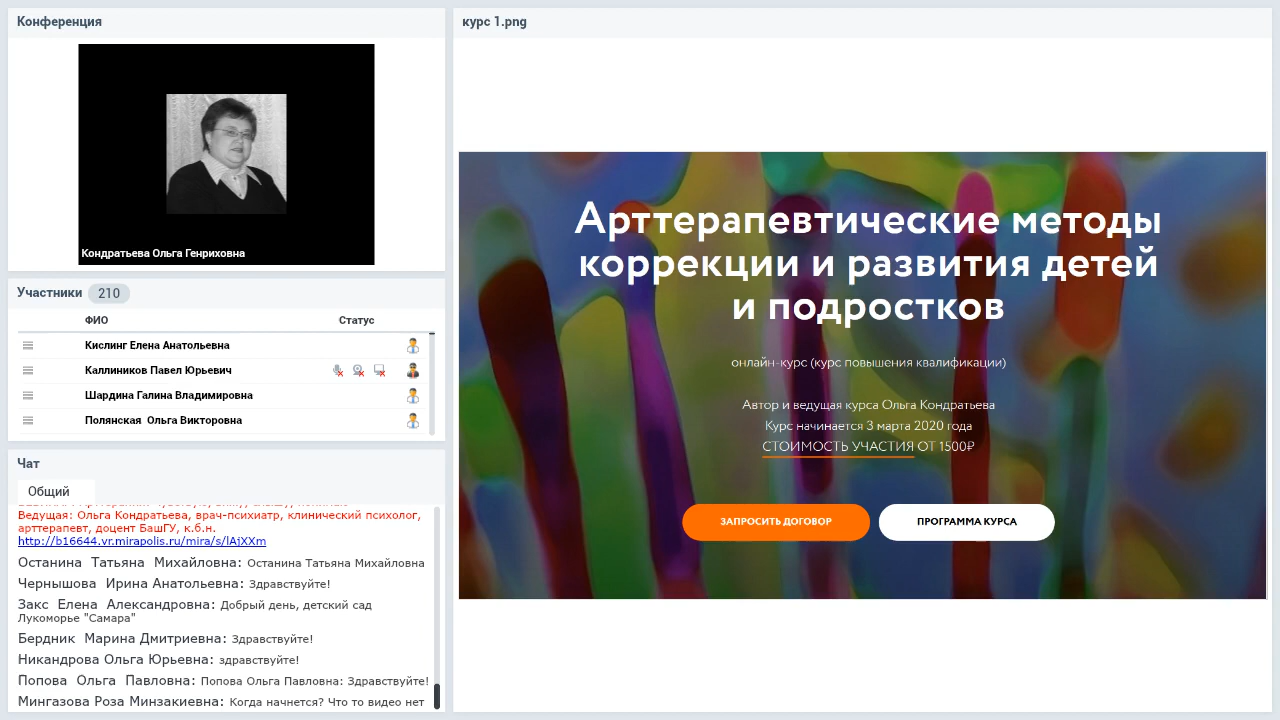 Конференция
Кондратьева Ольга Генриховна
Участники 210
ФИО Статус
Кислинг Елена Анатольевна
Каллиников Павел Юрьевич
Шардина Галина Владимировна
Полянская Ольга Викторовна
Чат
Общий
Ведущая: Ольга Кондратьева, врач-психиатр, клинический психолог,
арттерапевт, доцент БашГУ, к.б.н.
http://b16644.vr.mirapolis.ru/mira/s/lAjXXm
Останина Татьяна Михайловна: Останина Татьяна Михайловна
Чернышова Ирина Анатольевна: Здравствуйте!
Закс Елена Александровна: Добрый день, детский сад
Лукоморье "Самара"
Бердник Марина Дмитриевна: Здравствуйте!
Никандрова Ольга Юрьевна: здравствуйте!
Попова Ольга Павловна: Попова Ольга Павловна: Здравствуйте!
Мингазова Роза Минзакиевна: Когда начнется? Что то видео нет
курс 1.png
Арттерапевтические методы
коррекции и развития детей
и подростков
онлайн-курс (курс повышения квалификации)
Автор и ведущая курса Ольга Кондратьева
Курс начинается 3 марта 2020 года
СТОИМОСТЬ УЧАСТИЯ ОТ 1500₽
ЗАПРОСИТЬ ДОГОВОР
ПРОГРАММА КУРСА